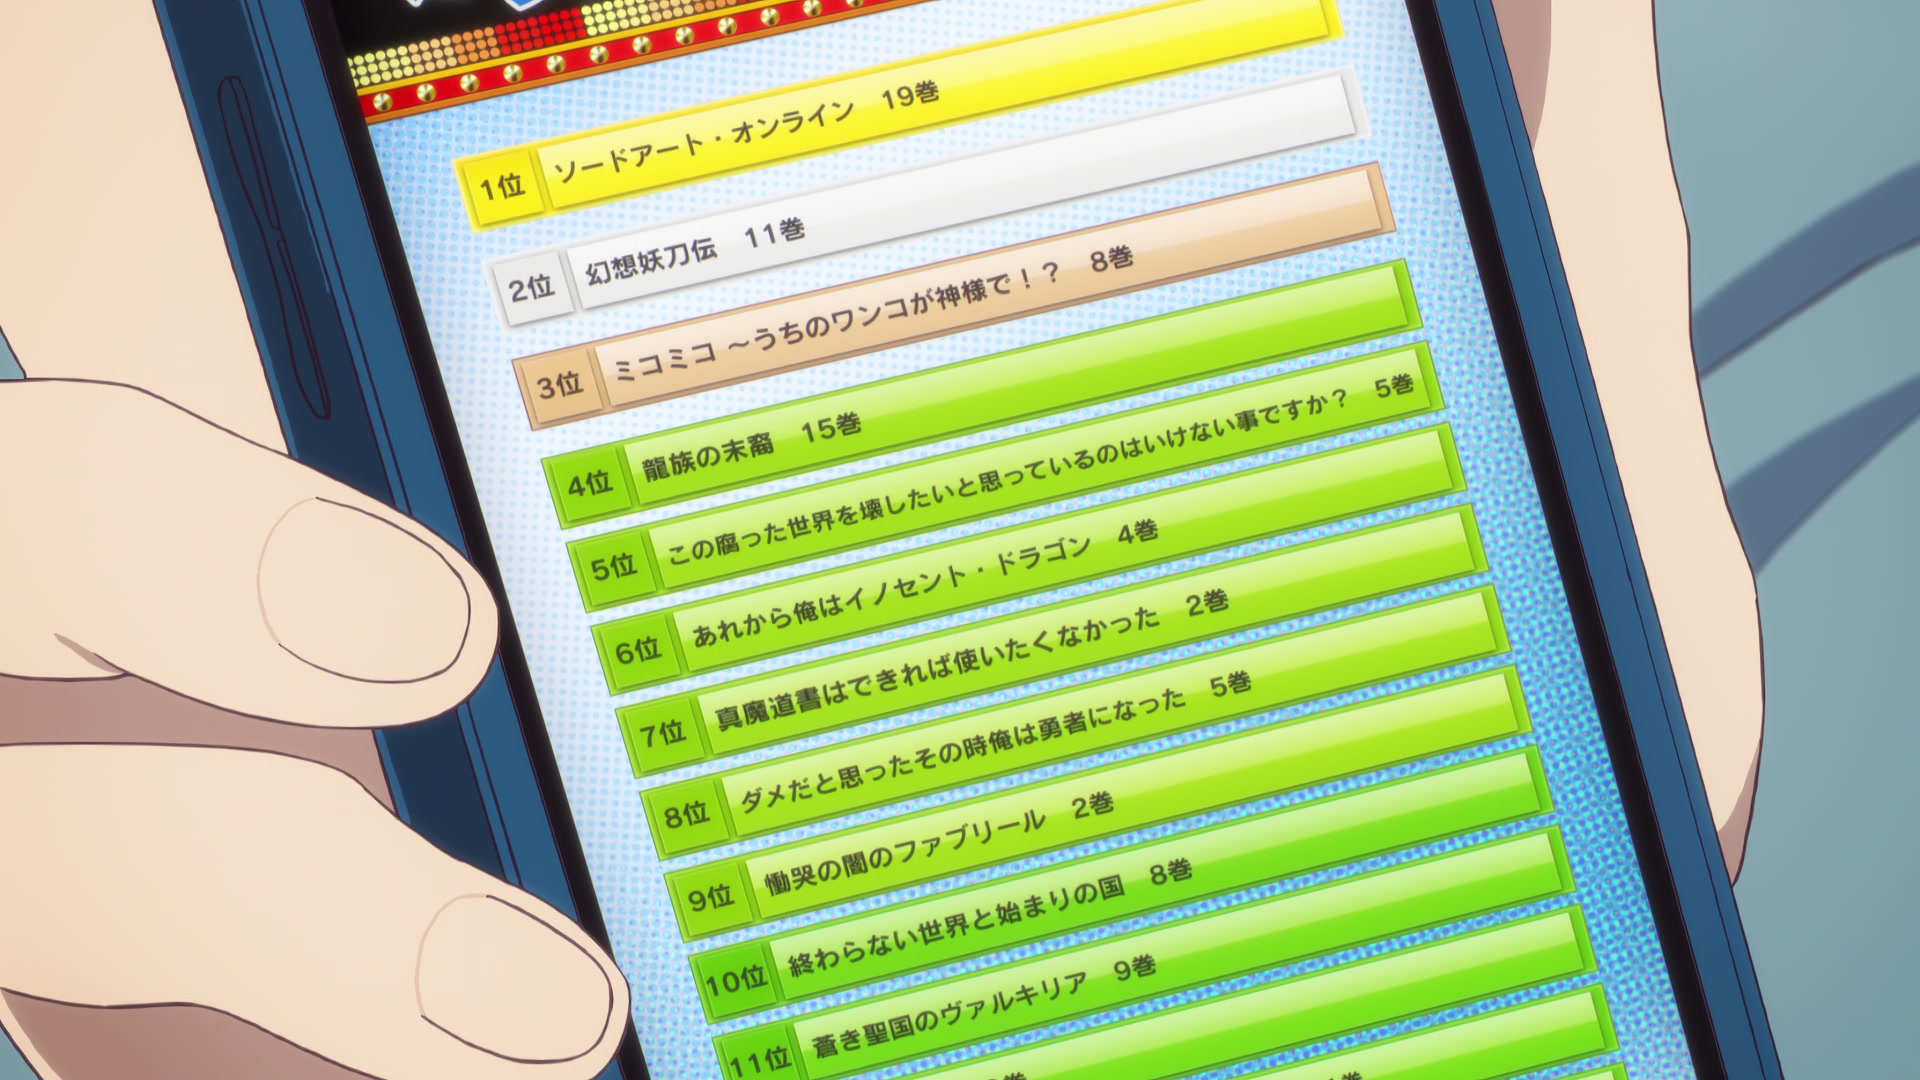 1位 ソードアート・オンライン 19巻
2位 幻想妖刀伝 11巻
3位 ミコミコ ～うちのワンコが神様で！？ 8巻
4位 龍族の末裔 15巻
5位 この腐った世界を壊したいと思っているのはいけない事ですか？ 5巻
6位 あれから俺はイノセント・ドラゴン 4巻
7位 真魔道書はできれば使いたくなかった 2巻
8位 ダメだと思ったその時俺は勇者になった 5巻
9位 慟哭の闇のファブリール 2巻
10位 終わらない世界と始まりの国 8巻
11位 蒼き聖国のヴァルキリア 9巻